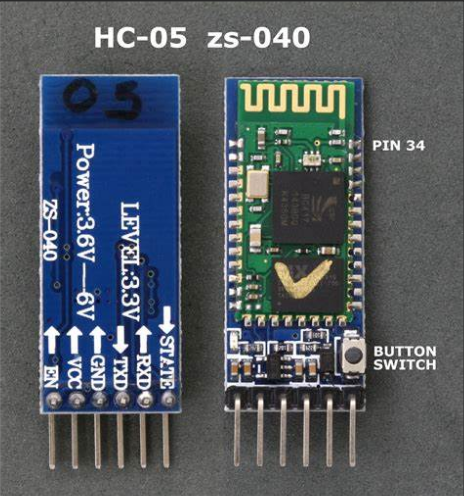 HC-05 zs-040
05
PIN 34
Power:3.6V—6V
LEVEL:3.3V
ZS-040
EN
VCC
GND
TXD
RXD
STATE
BUTTON
SWITCH